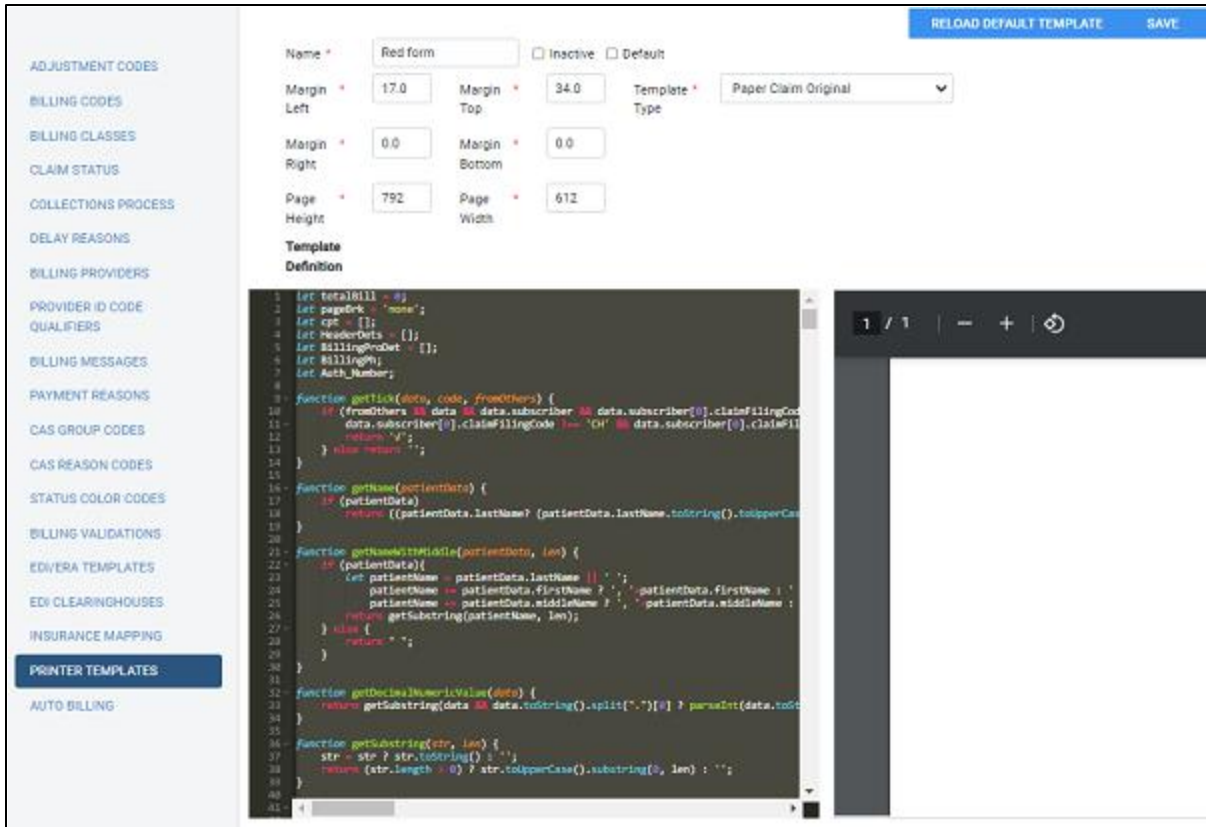 RELOAD DEFAULT TEMPLATE SAVE
ADJUSTMENT CODES
BILLING CODES
BILLING CLASSES
CLAIM STATUS
COLLECTIONS PROCESS
DELAY REASONS
BILLING PROVIDERS
PROVIDER ID CODE
QUALIFIERS
BILLING MESSAGES
PAYMENT REASONS
CAS GROUP CODES
CAS REASON CODES
STATUS COLOR CODES
BILLING VALIDATIONS
EDI/ERA TEMPLATES
EDI CLEARINGHOUSES
INSURANCE MAPPING
PRINTER TEMPLATES
AUTO BILLING
Name * Red form Inactive Default
Margin Left * 17.0 Margin Top * 34.0 Template Type * Paper Claim Original
Margin Right * 0.0 Margin Bottom * 0.0
Page Height * 792 Page Width * 612
Template
Definition
1 let totalBill = 0;
2 let pageBrk = "none";
3 let cpt = [];
4 let HeaderDets = [];
5 let BillingProDet = [];
6 let BillingPh;
7 let Auth_Number;
8
9 function getTick(data, code, fromOthers) {
10 if (fromOthers && data && data.subscriber && data.subscriber[0].claimFilingCod
11 data.subscriber[0].claimFilingCode !== 'CH' && data.subscriber[0].claimFil
12 return
13 } else return '';
14 }
15
16 function getName(patientData) {
17 if (patientData)
18 return ((patientData.lastName? (patientData.lastName.toString().toUpperCas
19 }
20
21 function getNameWithMiddle(patientData, len) {
22 if (patientData){
23 let patientName = patientData.lastName || ' ';
24 patientName += patientData.firstName ? ', '+patientData.firstName : '
25 patientName += patientData.middleName ? ', '+patientData.middleName :
26 return getSubstring(patientName, len);
27 } else {
28 return " ";
29 }
30 }
31
32 function getDecimalNumericValue(data) {
33 return getSubstring(data && data.toString().split(".")[0] ? parseInt(data.toSt
34 }
35
36 function getSubstring(str, len) {
37 str = str ? str.toString() : '';
38 return (str.length > 0) ? str.toUpperCase().substring(0, len) : '';
39 }
40
41
1 / 1